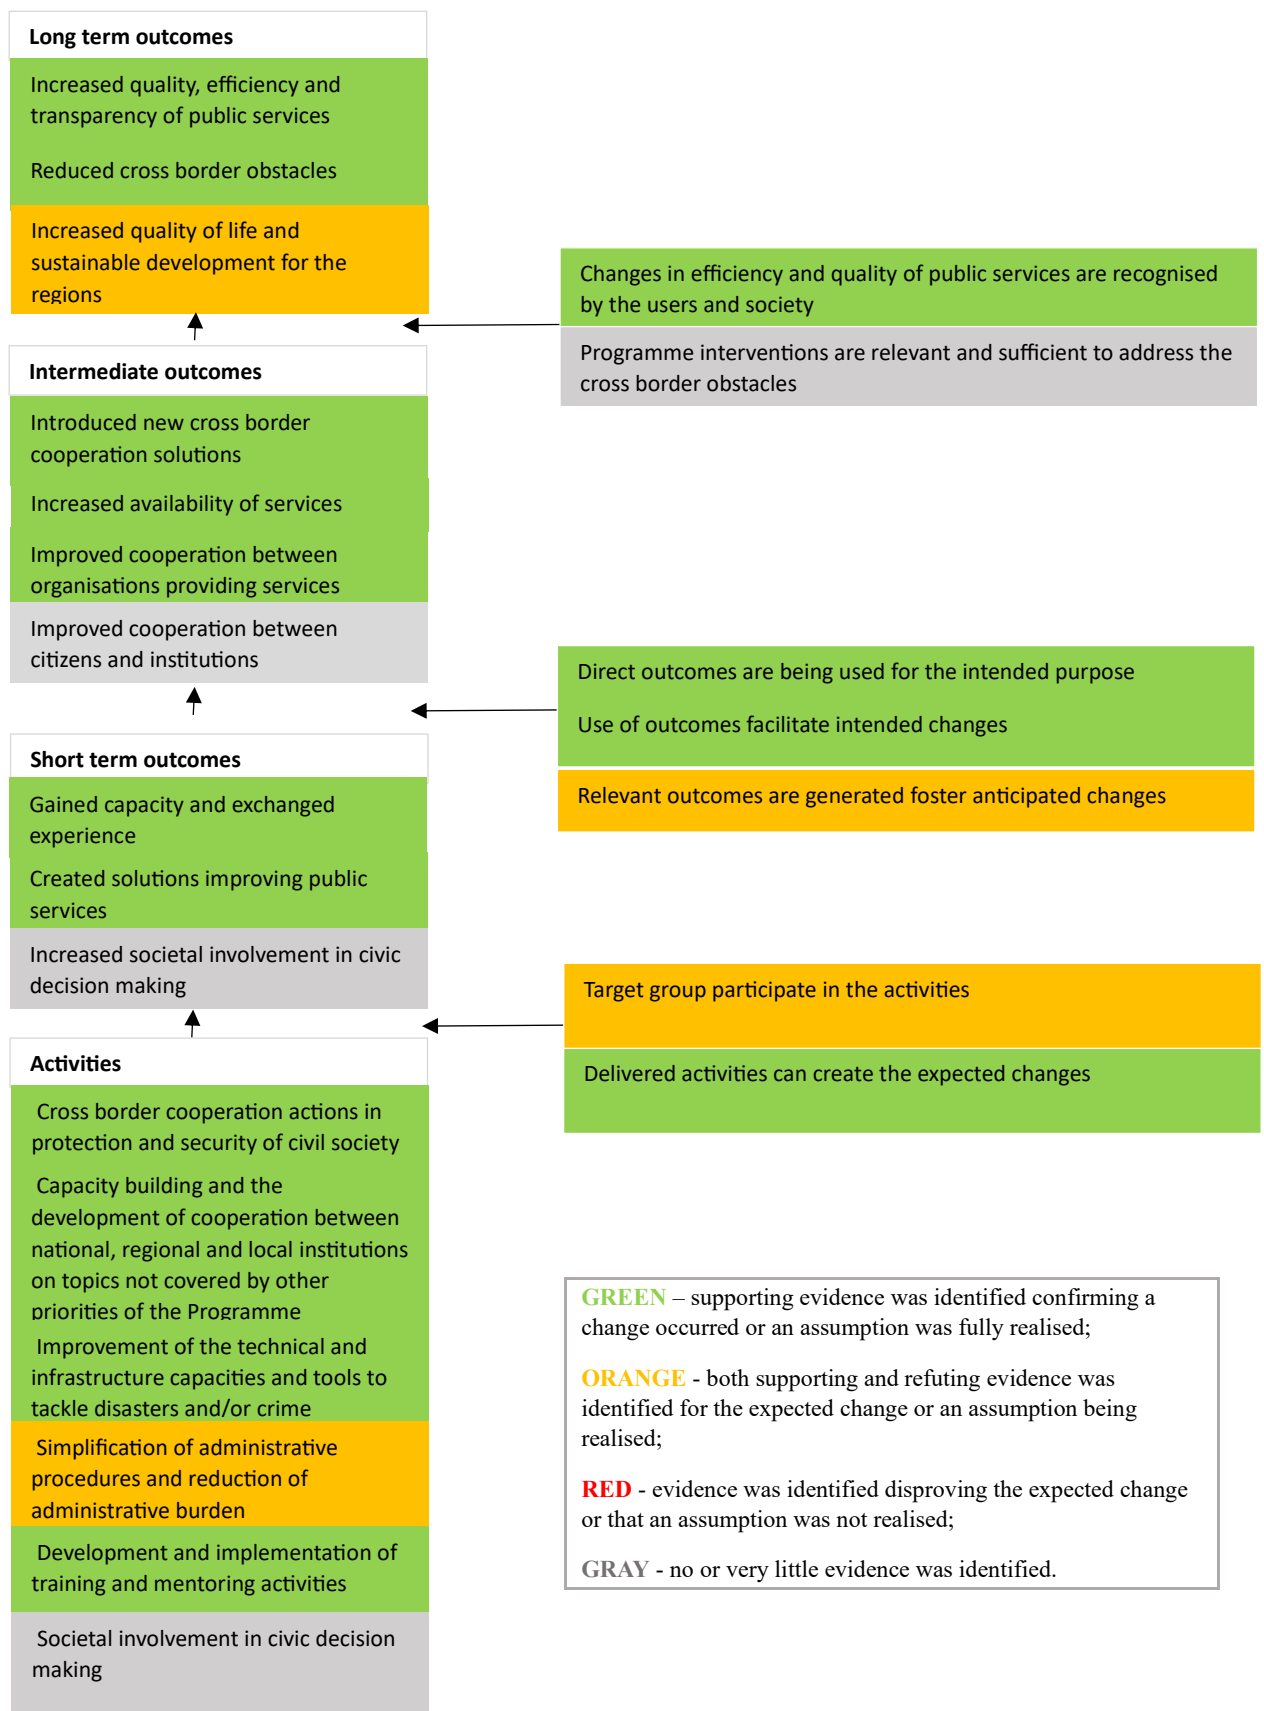 Long term outcomes
Increased quality, efficiency and
transparency of public services
Reduced cross border obstacles
Increased quality of life and
sustainable development for the
regions
Changes in efficiency and quality of public services are recognised
by the users and society
Programme interventions are relevant and sufficient to address the
cross border obstacles
Intermediate outcomes
Introduced new cross border
cooperation solutions
Increased availability of services
Improved cooperation between
organisations providing services
Improved cooperation between
citizens and institutions
Direct outcomes are being used for the intended purpose
Use of outcomes facilitate intended changes
Relevant outcomes are generated foster anticipated changes
Short term outcomes
Gained capacity and exchanged
experience
Created solutions improving public
services
Increased societal involvement in civic
decision making
Target group participate in the activities
Delivered activities can create the expected changes
Activities
Cross border cooperation actions in
protection and security of civil society
Capacity building and the
development of cooperation between
national, regional and local institutions
on topics not covered by other
priorities of the Programme
Improvement of the technical and
infrastructure capacities and tools to
tackle disasters and/or crime
Simplification of administrative
procedures and reduction of
administrative burden
Development and implementation of
training and mentoring activities
Societal involvement in civic decision
making
GREEN – supporting evidence was identified confirming a
change occurred or an assumption was fully realised;
ORANGE - both supporting and refuting evidence was
identified for the expected change or an assumption being
realised;
RED - evidence was identified disproving the expected change
or that an assumption was not realised;
GRAY - no or very little evidence was identified.